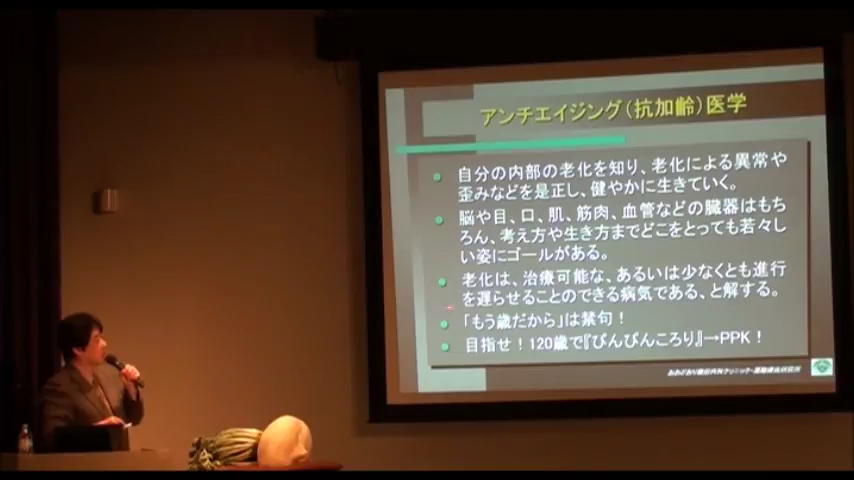 アンチエイジング（抗加齢）医学
自分の内部の老化を知り、老化による異常や
歪みなどを是正し、健やかに生きていく。
脳や目、口、肌、筋肉、血管などの臓器はもち
ろん、考え方や生き方までどこをとっても若々し
い姿にゴールがある。
老化は、治療可能な、あるいは少なくとも進行
を遅らせることのできる病気である、と解する。
「もう歳だから」は禁句！
目指せ！120歳で『ぴんぴんころり』→PPK！